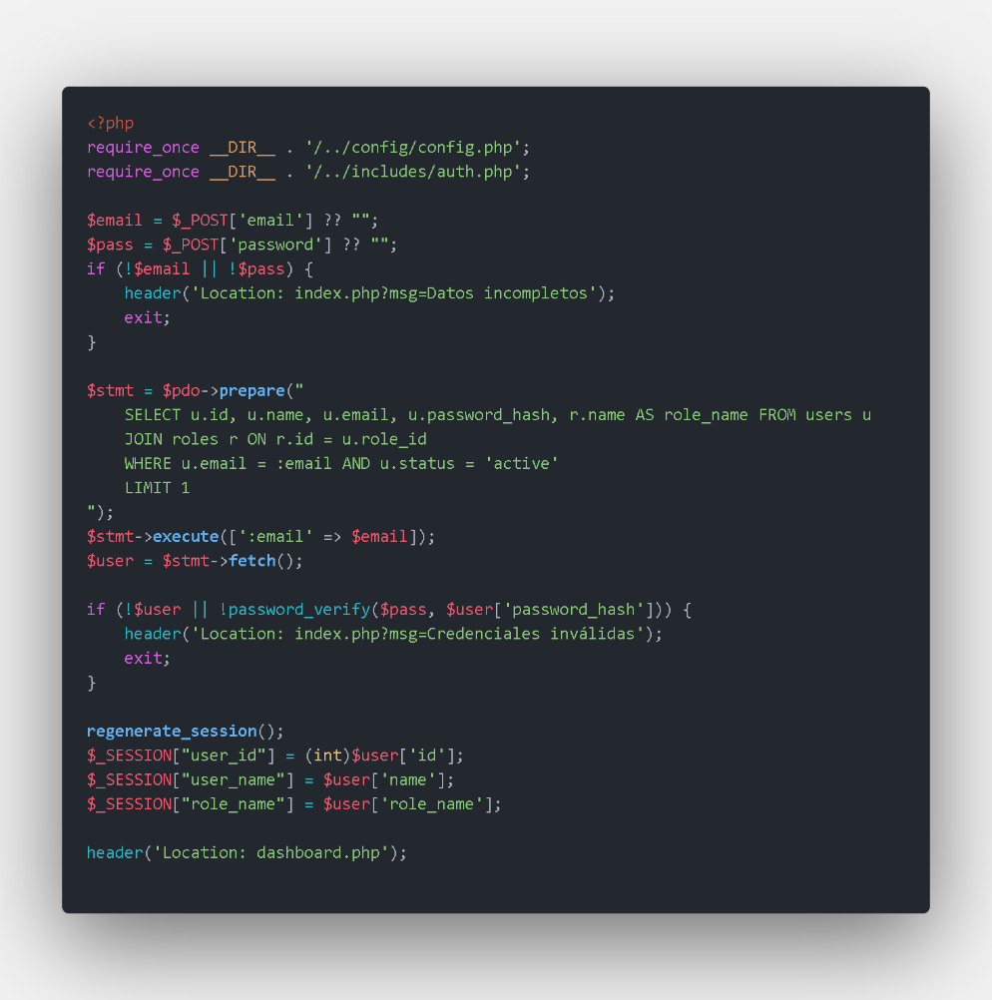 <?php
require_once __DIR__ . '/../config/config.php';
require_once __DIR__ . '/../includes/auth.php';

$email = $_POST['email'] ?? "";
$pass = $_POST['password'] ?? "";
if (!$email || !$pass) {
    header('Location: index.php?msg=Datos incompletos');
    exit;
}

$stmt = $pdo->prepare("
    SELECT u.id, u.name, u.email, u.password_hash, r.name AS role_name FROM users u
    JOIN roles r ON r.id = u.role_id
    WHERE u.email = :email AND u.status = 'active'
    LIMIT 1
");
$stmt->execute([':email' => $email]);
$user = $stmt->fetch();

if (!$user || !password_verify($pass, $user['password_hash'])) {
    header('Location: index.php?msg=Credenciales inválidas');
    exit;
}

regenerate_session();
$_SESSION["user_id"] = (int)$user['id'];
$_SESSION["user_name"] = $user['name'];
$_SESSION["role_name"] = $user['role_name'];

header('Location: dashboard.php');